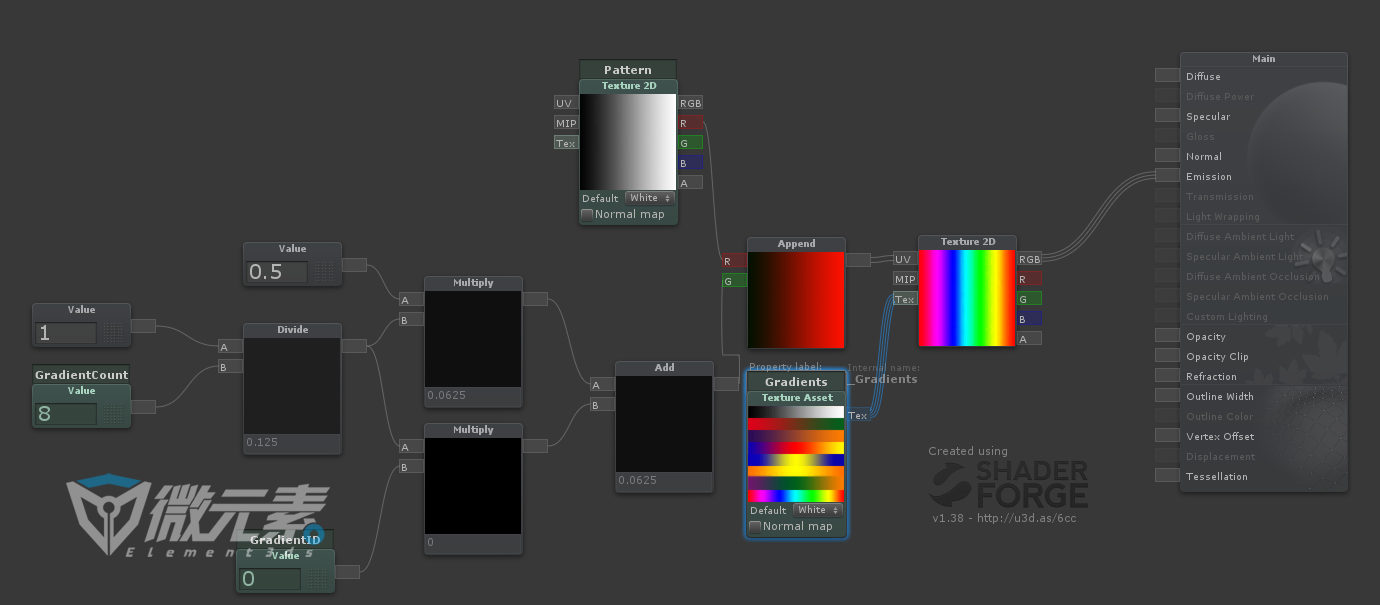 Pattern
Texture 2D
UV
RGB
MIP
R
Tex
G
B
A
Default White
Normal map
Value
0.5
Value
1
GradientCount
Value
8
Divide
A
B
0.125
Multiply
A
B
0.0625
Multiply
A
B
0
微元素
Element3ds
GradientID
Value
0
Add
A
B
0.0625
Append
R
G
Property label:
Internal name:
Gradients
_Gradients
Texture Asset
Tex
Default White
Normal map
Texture 2D
UV
RGB
MIP
R
Tex
G
B
A
Created using
SHADER
FORGE
v1.38 - http://u3d.as/6cc
Main
Diffuse
Diffuse Power
Specular
Gloss
Normal
Emission
Transmission
Light Wrapping
Diffuse Ambient Light
Specular Ambient Light
Diffuse Ambient Occlusion
Specular Ambient Occlusion
Custom Lighting
Opacity
Opacity Clip
Refraction
Outline Width
Outline Color
Vertex Offset
Displacement
Tessellation